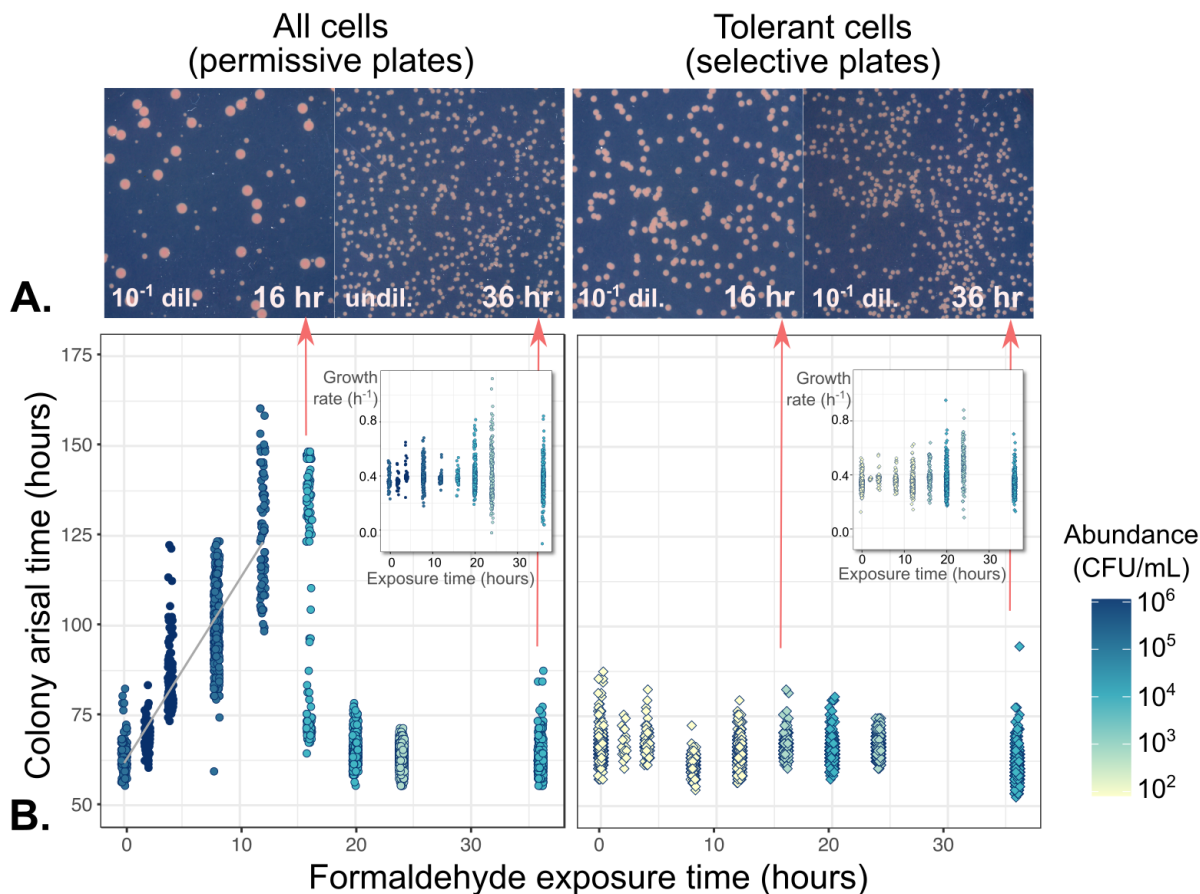 All cells
(permissive plates)
Tolerant cells
(selective plates)
A.
10⁻¹ dil.
16 hr
undil.
36 hr
10⁻¹ dil.
16 hr
10⁻¹ dil.
36 hr
B.
Colony arisal time (hours)
175
150
125
100
75
50
0
10
20
30
Growth
rate (h⁻¹)
0.8
0.4
0.0
0
10
20
30
Exposure time (hours)
0
10
20
30
Growth
rate (h⁻¹)
0.8
0.4
0.0
0
10
20
30
Exposure time (hours)
Formaldehyde exposure time (hours)
Abundance
(CFU/mL)
10⁶
10⁵
10⁴
10³
10²